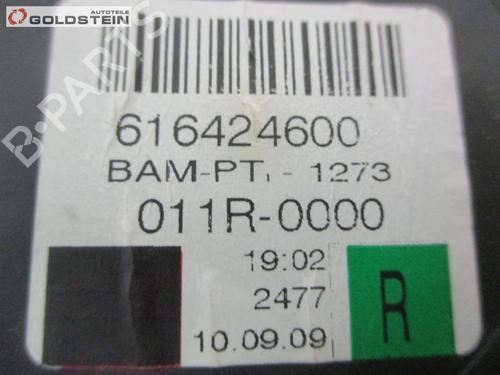 AUTOTEILE
GOLDSTEIN
B-PARTS
616424600
BAM-PT - 1273
011R-0000
19:02
2477
10.09.09
R